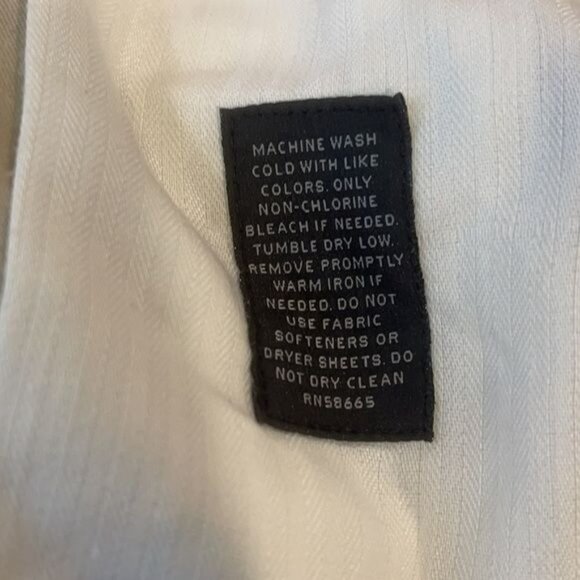 MACHINE WASH
COLD WITH LIKE
COLORS. ONLY
NON-CHLORINE
BLEACH IF NEEDED.
TUMBLE DRY LOW.
REMOVE PROMPTLY
WARM IRON IF
NEEDED. DO NOT
USE FABRIC
SOFTENERS OR
DRYER SHEETS. DO
NOT DRY CLEAN
RN58665